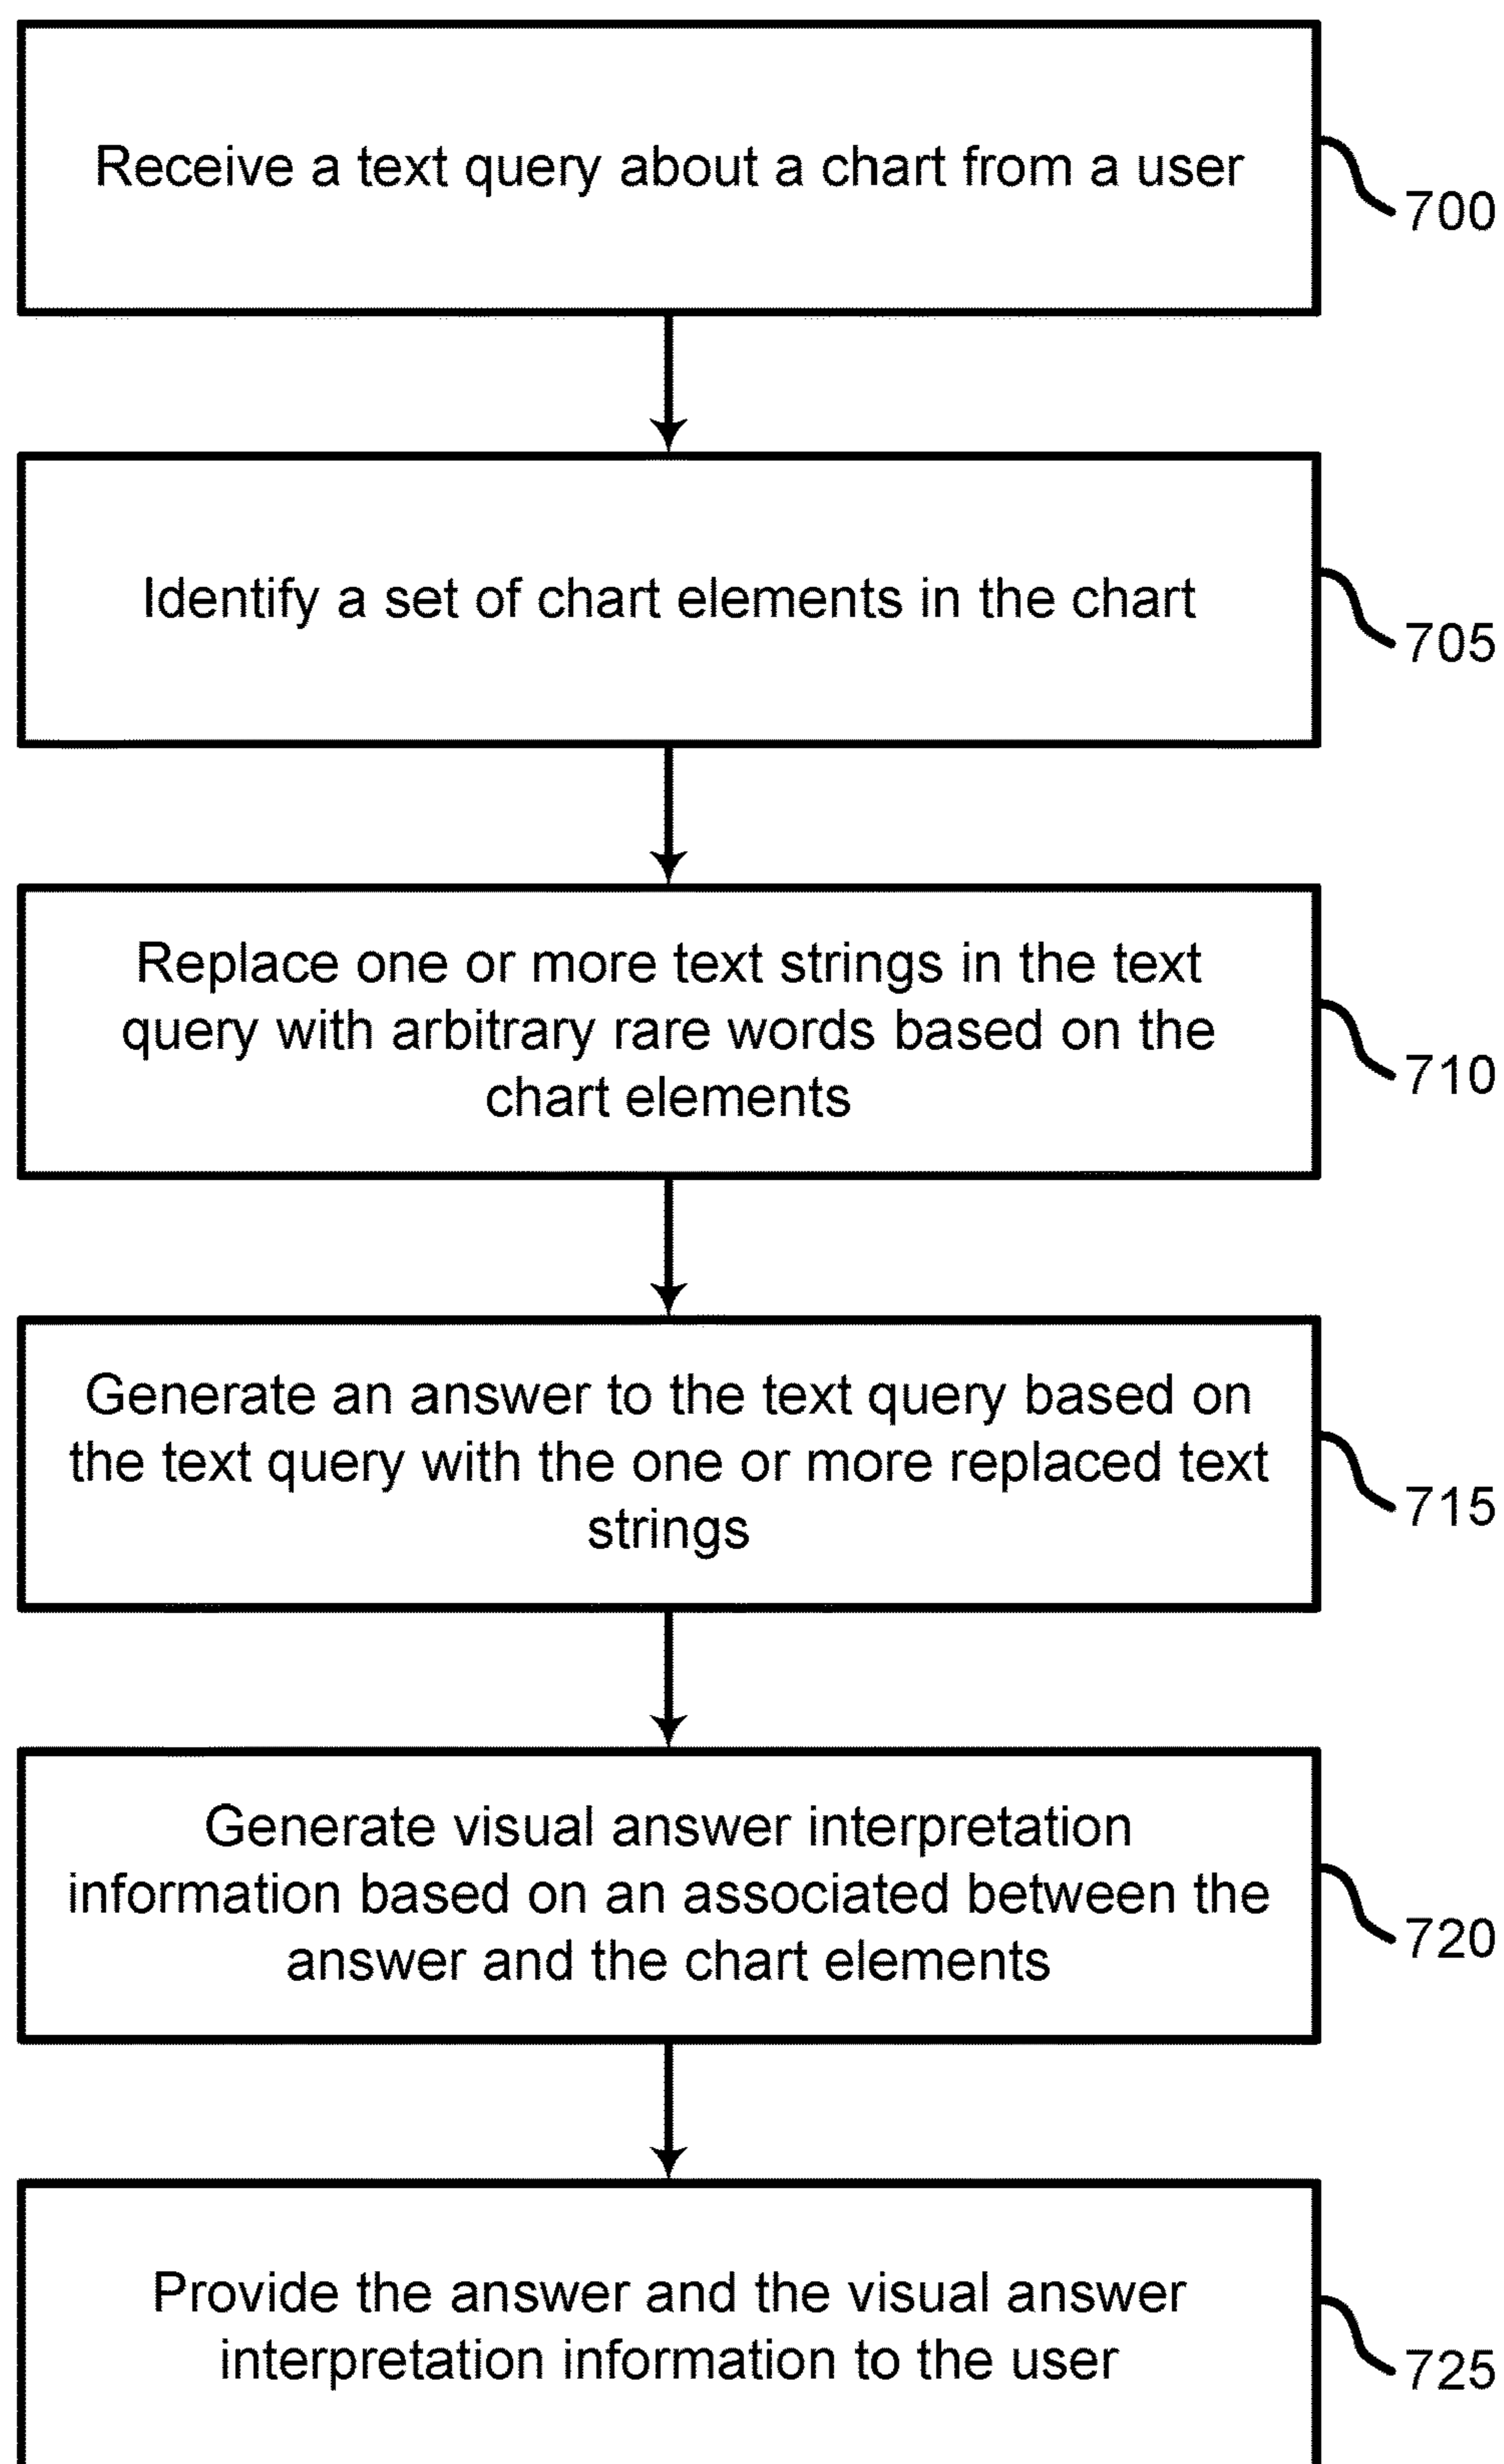 Receive a text query about a chart from a user
700
Identify a set of chart elements in the chart
705
Replace one or more text strings in the text
query with arbitrary rare words based on the
chart elements
710
Generate an answer to the text query based on
the text query with the one or more replaced text
strings
715
Generate visual answer interpretation
information based on an associated between the
answer and the chart elements
720
Provide the answer and the visual answer
interpretation information to the user
725